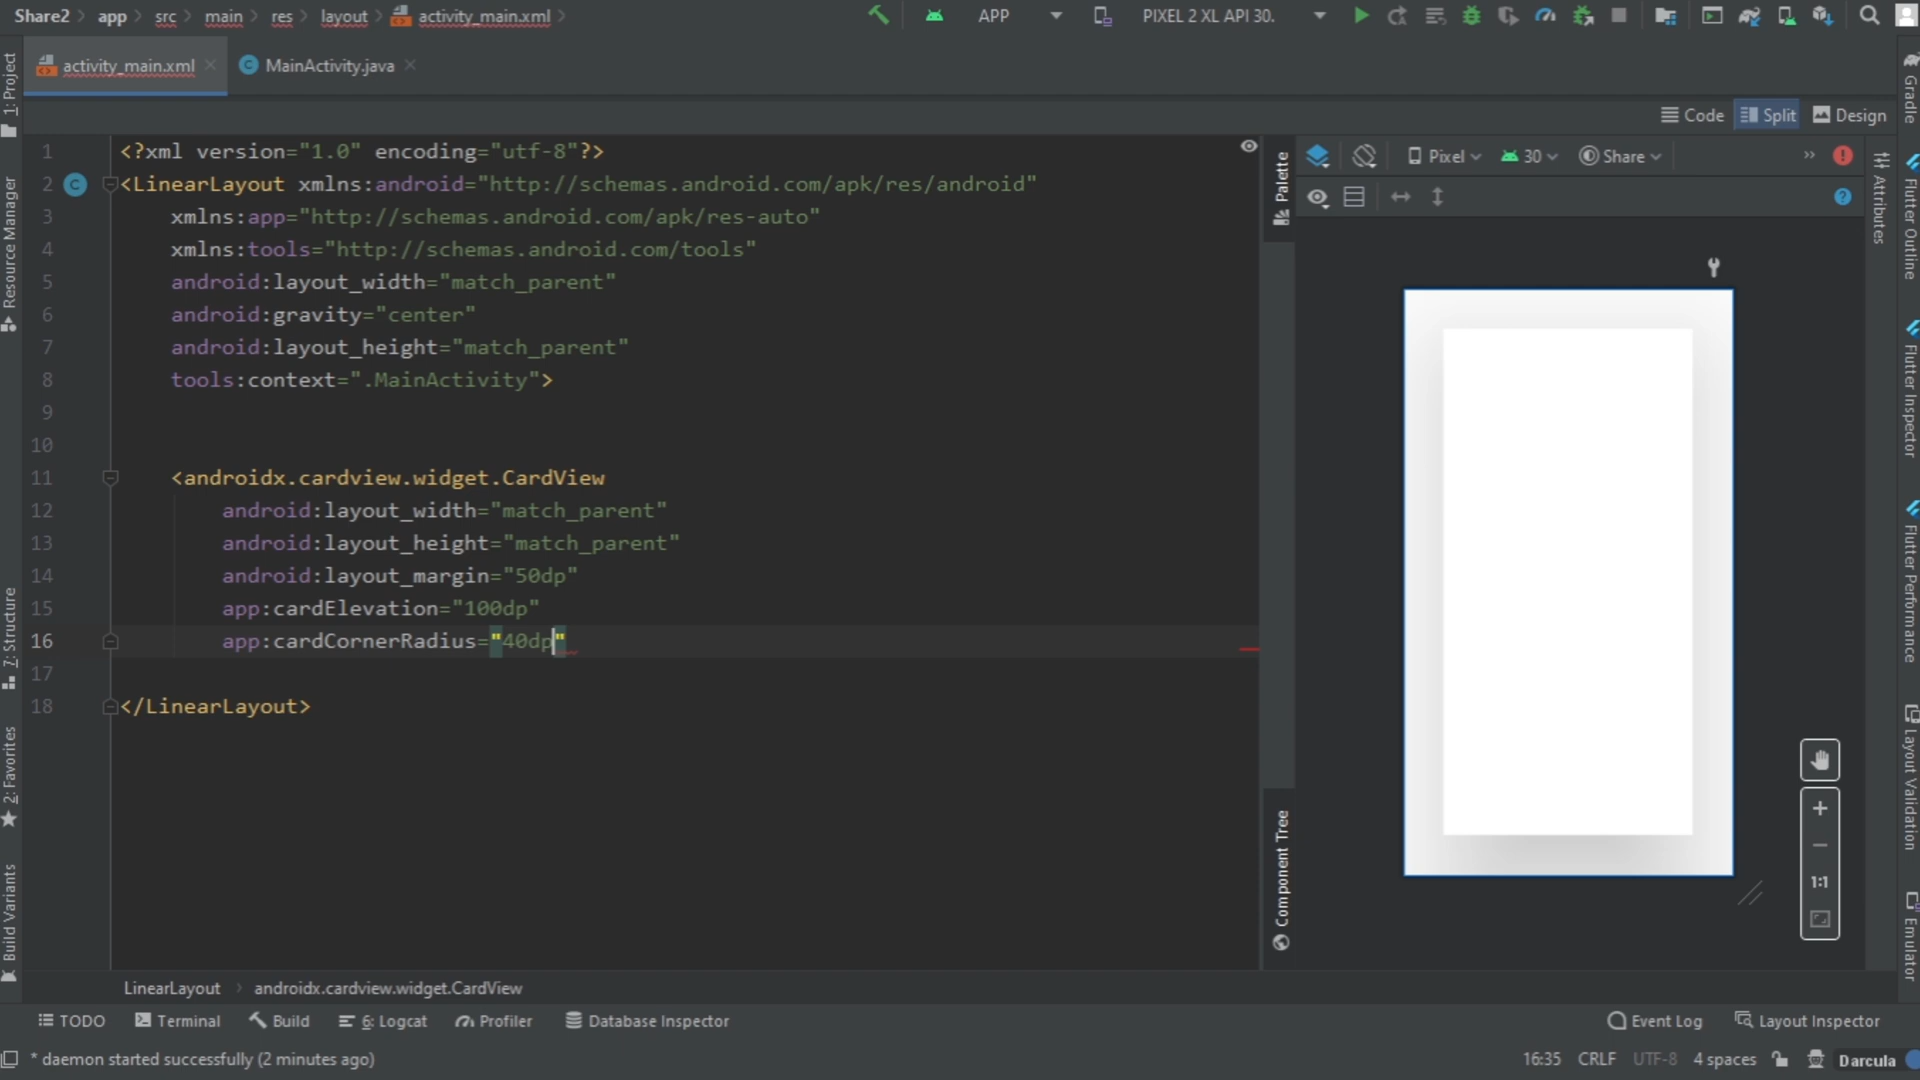 Share2 app src main res layout activity_main.xml APP PIXEL 2 XL API 30.
activity_main.xml MainActivity.java
Code Split Design
1 <?xml version="1.0" encoding="utf-8"?>
2 <LinearLayout xmlns:android="http://schemas.android.com/apk/res/android"
3 xmlns:app="http://schemas.android.com/apk/res-auto"
4 xmlns:tools="http://schemas.android.com/tools"
5 android:layout_width="match_parent"
6 android:gravity="center"
7 android:layout_height="match_parent"
8 tools:context=".MainActivity">
9
10
11 <androidx.cardview.widget.CardView
12 android:layout_width="match_parent"
13 android:layout_height="match_parent"
14 android:layout_margin="50dp"
15 app:cardElevation="100dp"
16 app:cardCornerRadius="40dp"
17
18 </LinearLayout>
Pixel 30 Share
1:1
1: Project
Resource Manager
7: Structure
2: Favorites
Build Variants
Palette
Component Tree
Attributes
Gradle
Flutter Outline
Flutter Inspector
Flutter Performance
Layout Validation
Emulator
LinearLayout androidx.cardview.widget.CardView
TODO Terminal Build 6: Logcat Profiler Database Inspector Event Log Layout Inspector
* daemon started successfully (2 minutes ago) 16:35 CRLF UTF-8 4 spaces Darcula